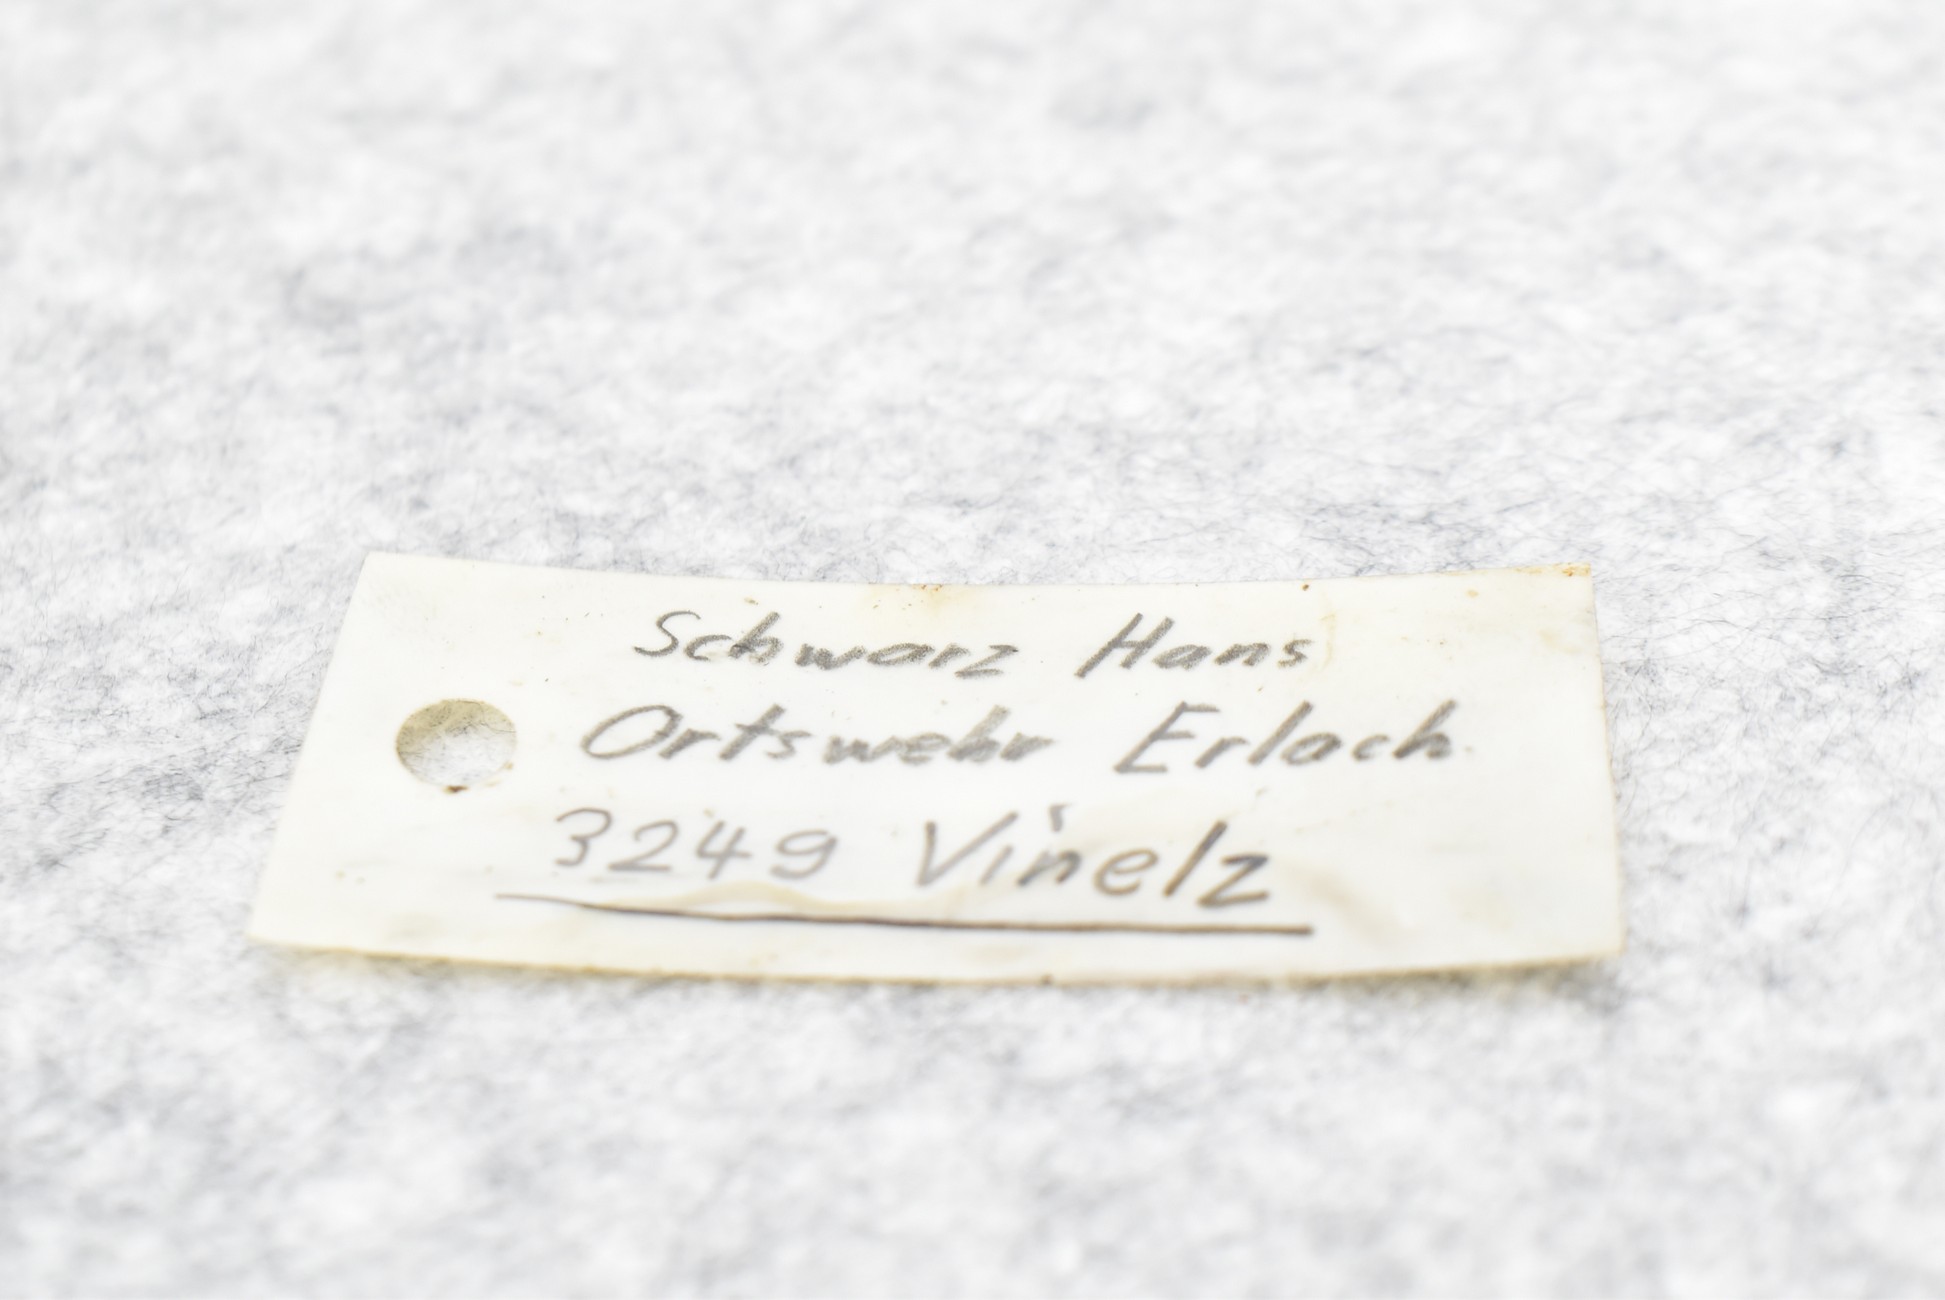 Schwarz Hans
Ortswehr Erlach
3249 Vinelz